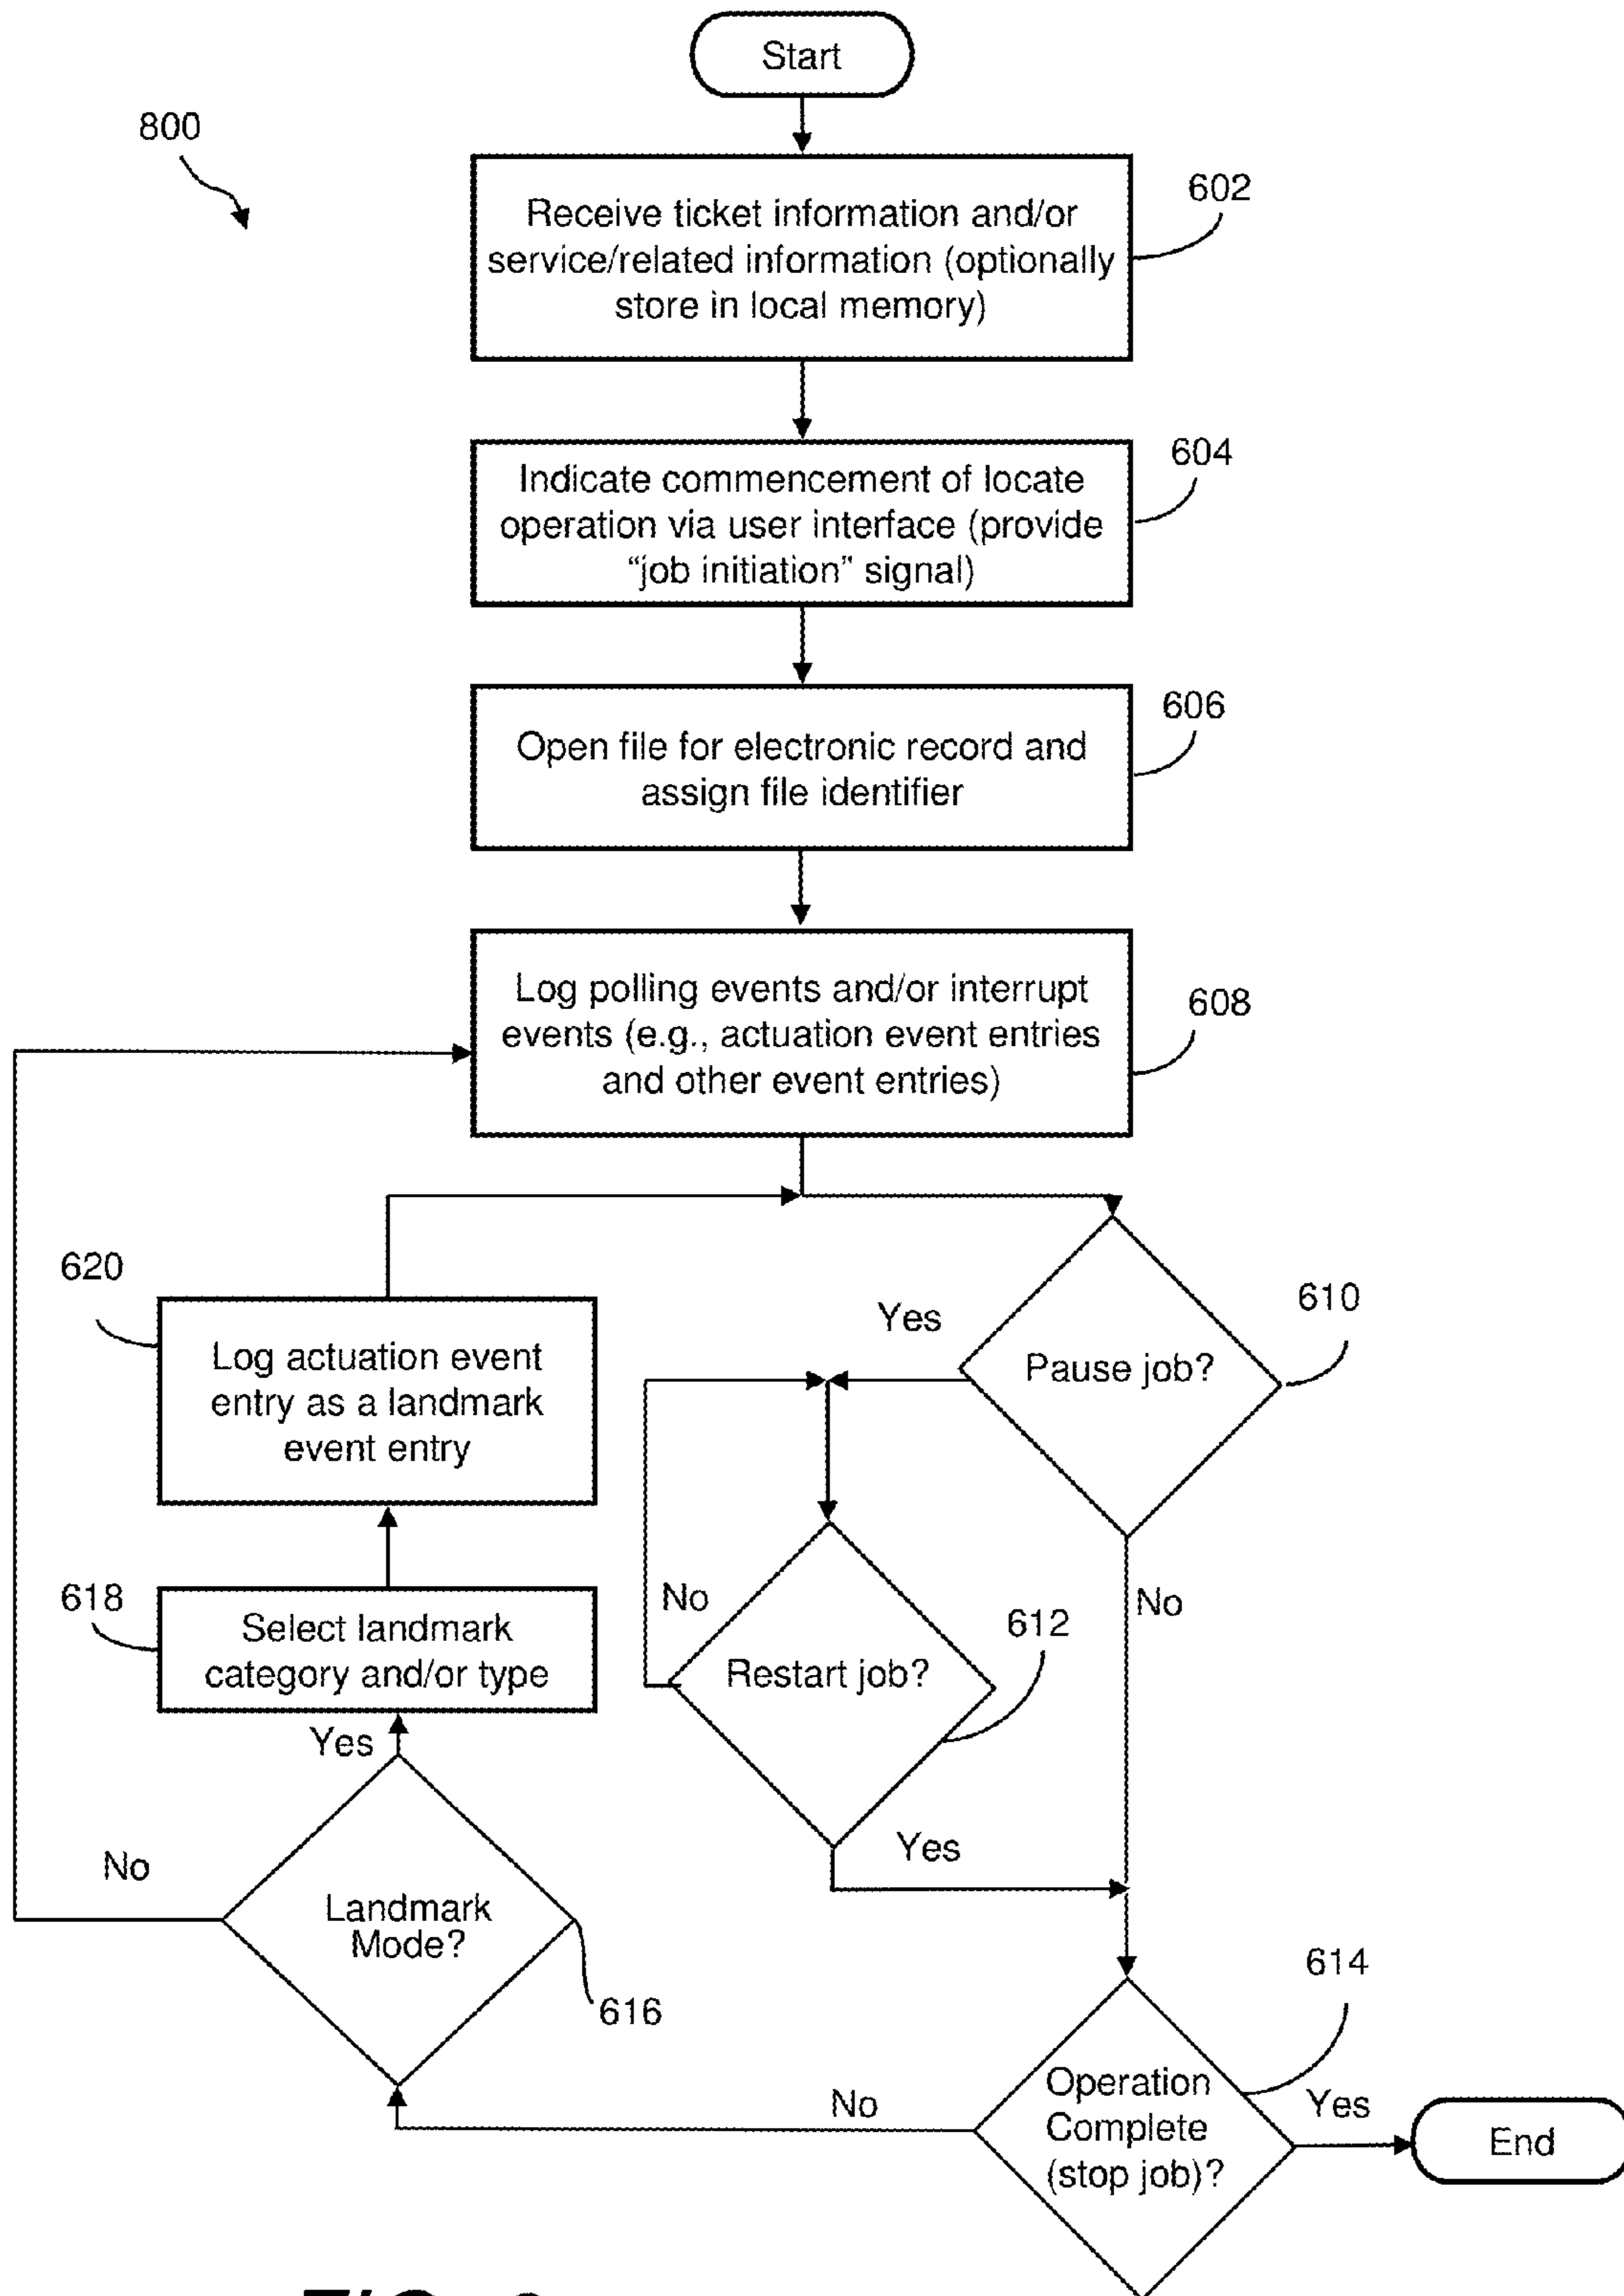 Start
800
Receive ticket information and/or
service/related information (optionally
store in local memory)
602
Indicate commencement of locate
operation via user interface (provide
“job initiation” signal)
604
Open file for electronic record and
assign file identifier
606
Log polling events and/or interrupt
events (e.g., actuation event entries
and other event entries)
608
620
Log actuation event
entry as a landmark
event entry
Yes
Pause job?
610
618
Select landmark
category and/or type
No
Restart job?
612
No
Yes
Yes
No
Landmark
Mode?
616
614
Operation
Complete
(stop job)?
No
Yes
End